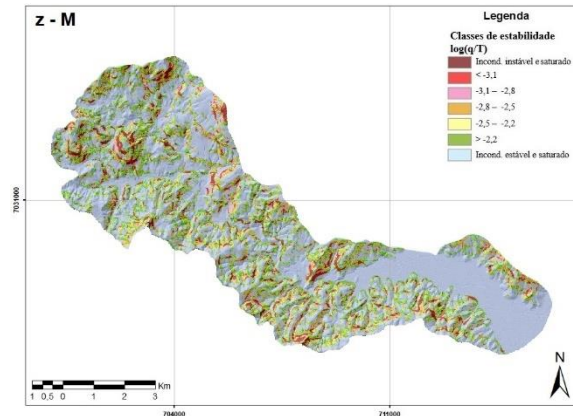 z - M
Legenda
Classes de estabilidade
log(q/T)
Incond. instável e saturado
< -3,1
-3,1 – -2,8
-2,8 – -2,5
-2,5 – -2,2
> -2,2
Incond. estável e saturado
7031000
N
Km
1 0,5 0 1 2 3
704000 711000